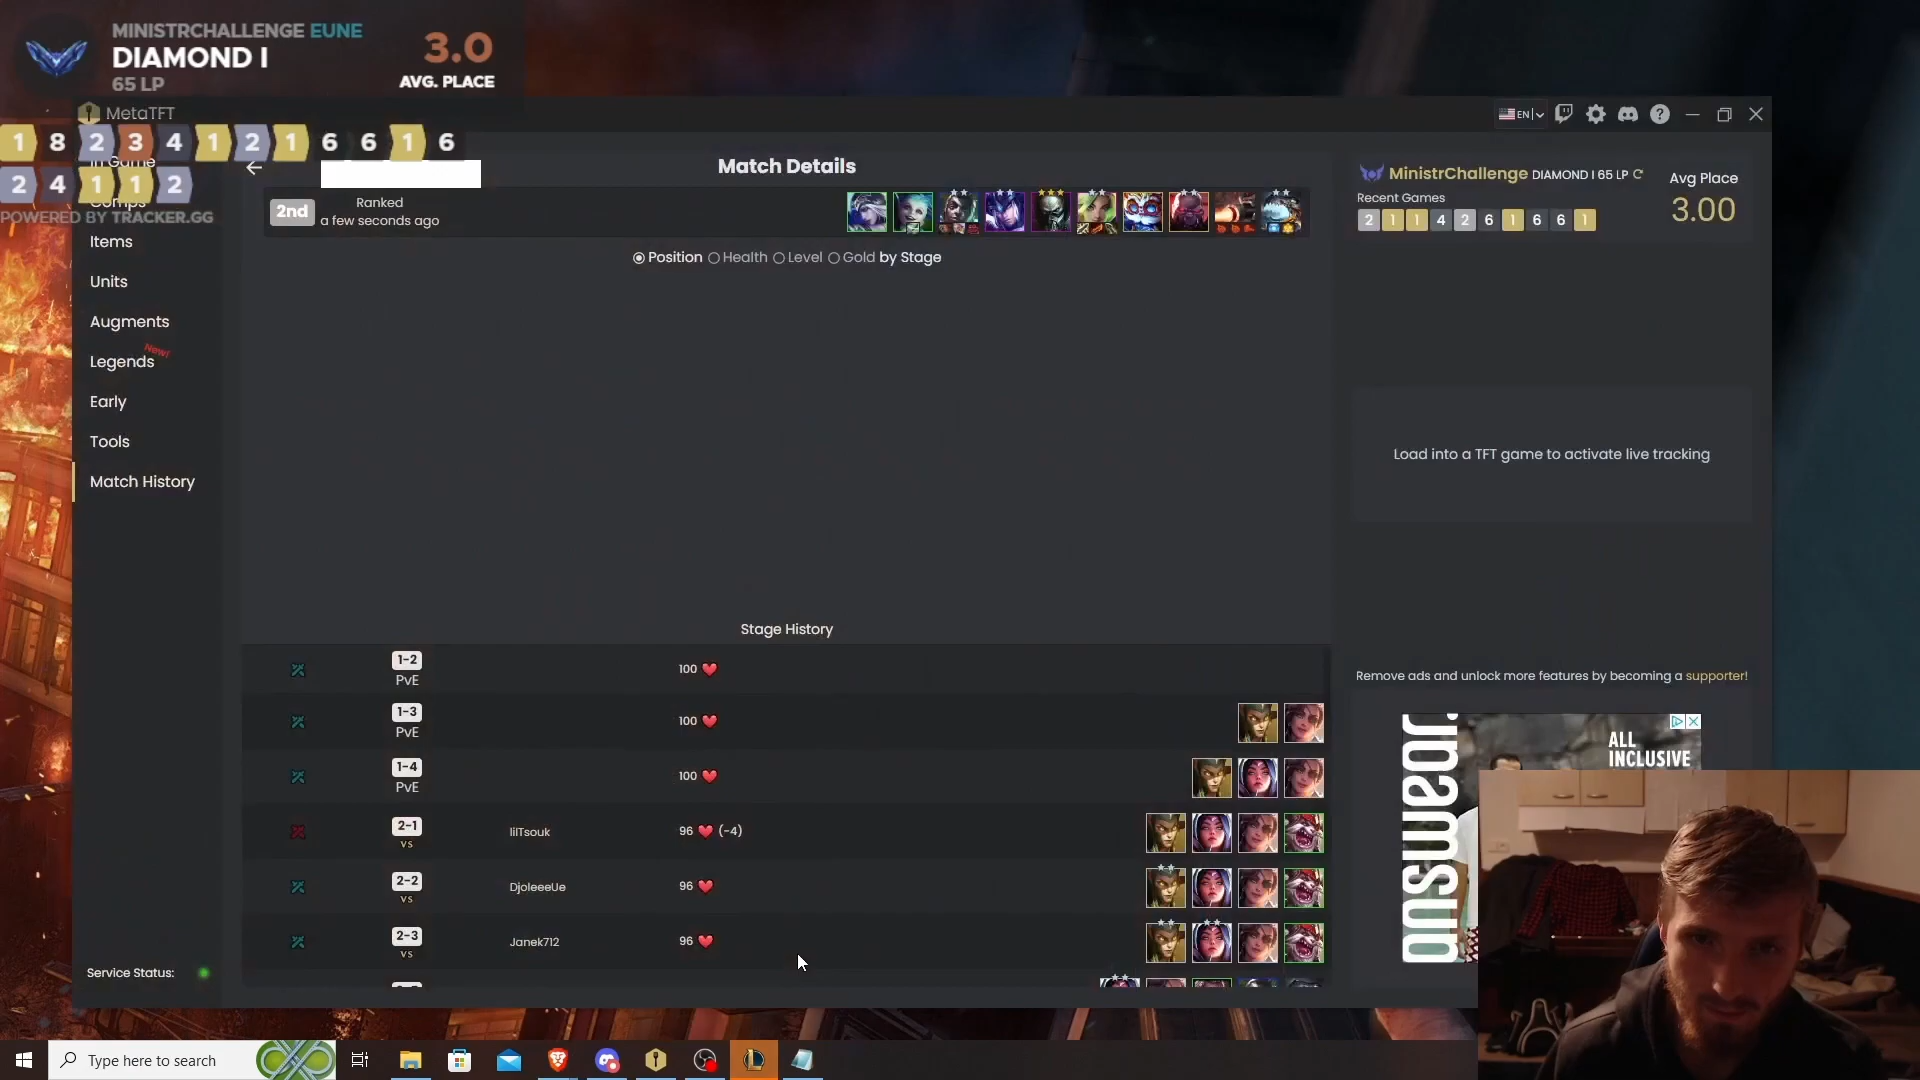 MINISTRCHALLENGE EUNE
DIAMOND I
65 LP
3.0
AVG. PLACE
MetaTFT
EN
1 8 2 3 4 1 2 1 6 6 1 6
2 4 1 1 2
POWERED BY TRACKER.GG
In Game
Comps
Items
Units
Augments
New!
Legends
Early
Tools
Match History
Service Status:
Match Details
2nd
Ranked
a few seconds ago
Position Health Level Gold by Stage
Stage History
1-2
PvE
100
1-3
PvE
100
1-4
PvE
100
2-1
vs
lilTsouk
96 (-4)
2-2
vs
DjoleeeUe
96
2-3
vs
Janek712
96
MinistrChallenge DIAMOND I 65 LP
Avg Place
3.00
Recent Games
2 1 1 4 2 6 1 6 6 1
Load into a TFT game to activate live tracking
Remove ads and unlock more features by becoming a supporter!
ALL
INCLUSIVE
Type here to search